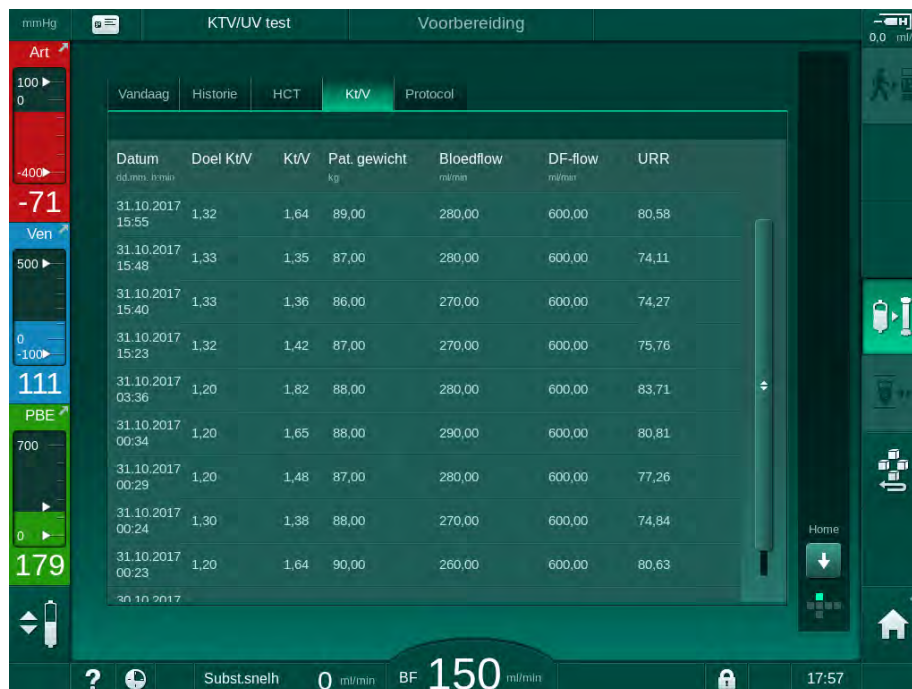 mmHg KTV/UV test Voorbereiding
0,0 ml/
Art
100
0
-400
-71
Ven
500
0
-100
111
PBE
700
0
179
Vandaag Historie HCT Kt/V Protocol
Datum Doel Kt/V Kt/V Pat. gewicht Bloedflow DF-flow URR
dd.mm. h:min kg ml/min ml/min
31.10.2017
15:55 1,32 1,64 89,00 280,00 600,00 80,58
31.10.2017
15:48 1,33 1,35 87,00 280,00 600,00 74,11
31.10.2017
15:40 1,33 1,36 86,00 270,00 600,00 74,27
31.10.2017
15:23 1,32 1,42 87,00 270,00 600,00 75,76
31.10.2017
03:36 1,20 1,82 88,00 280,00 600,00 83,71
31.10.2017
00:34 1,20 1,65 88,00 290,00 600,00 80,81
31.10.2017
00:29 1,20 1,48 87,00 280,00 600,00 77,26
31.10.2017
00:24 1,30 1,38 88,00 270,00 600,00 74,84
31.10.2017
00:23 1,20 1,64 90,00 260,00 600,00 80,63
30.10.2017
Home
? Subst.snelh 0 ml/min BF 150 ml/min 17:57